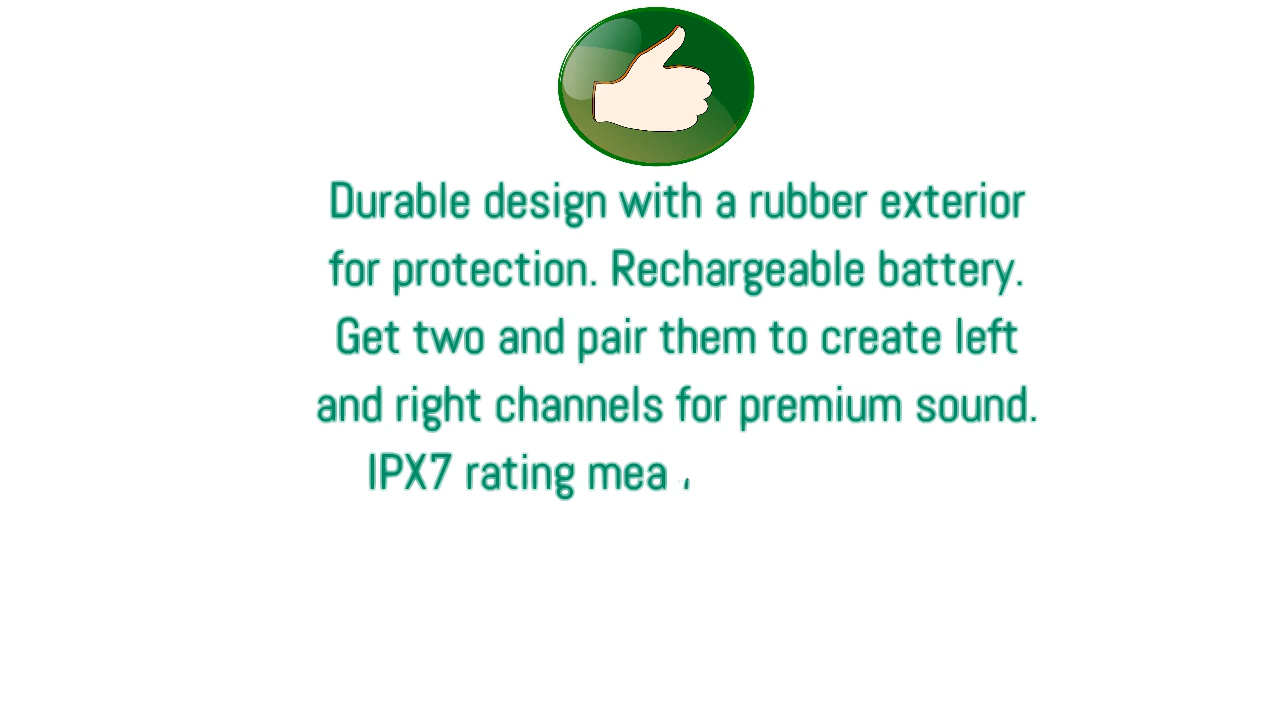 Durable design with a rubber exterior
for protection. Rechargeable battery.
Get two and pair them to create left
and right channels for premium sound.
IPX7 rating mea